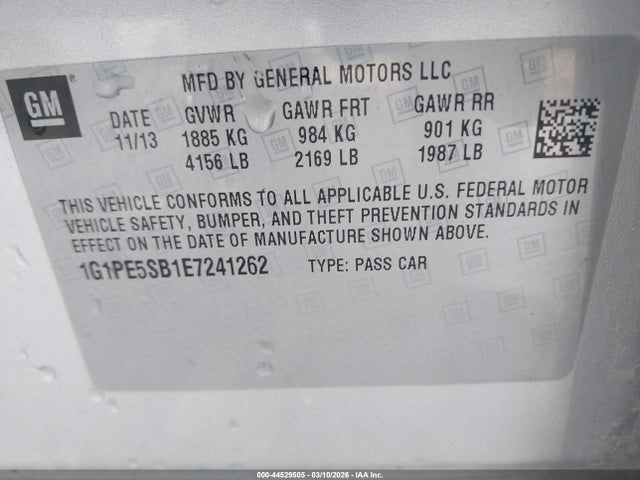 GM®
MFD BY GENERAL MOTORS LLC
DATE GVWR GAWR FRT GAWR RR
11/13 1885 KG 984 KG 901 KG
4156 LB 2169 LB 1987 LB
THIS VEHICLE CONFORMS TO ALL APPLICABLE U.S. FEDERAL MOTOR
VEHICLE SAFETY, BUMPER, AND THEFT PREVENTION STANDARDS IN
EFFECT ON THE DATE OF MANUFACTURE SHOWN ABOVE.
1G1PE5SB1E7241262 TYPE: PASS CAR
000-44529505 - 03/10/2026 - IAA Inc.